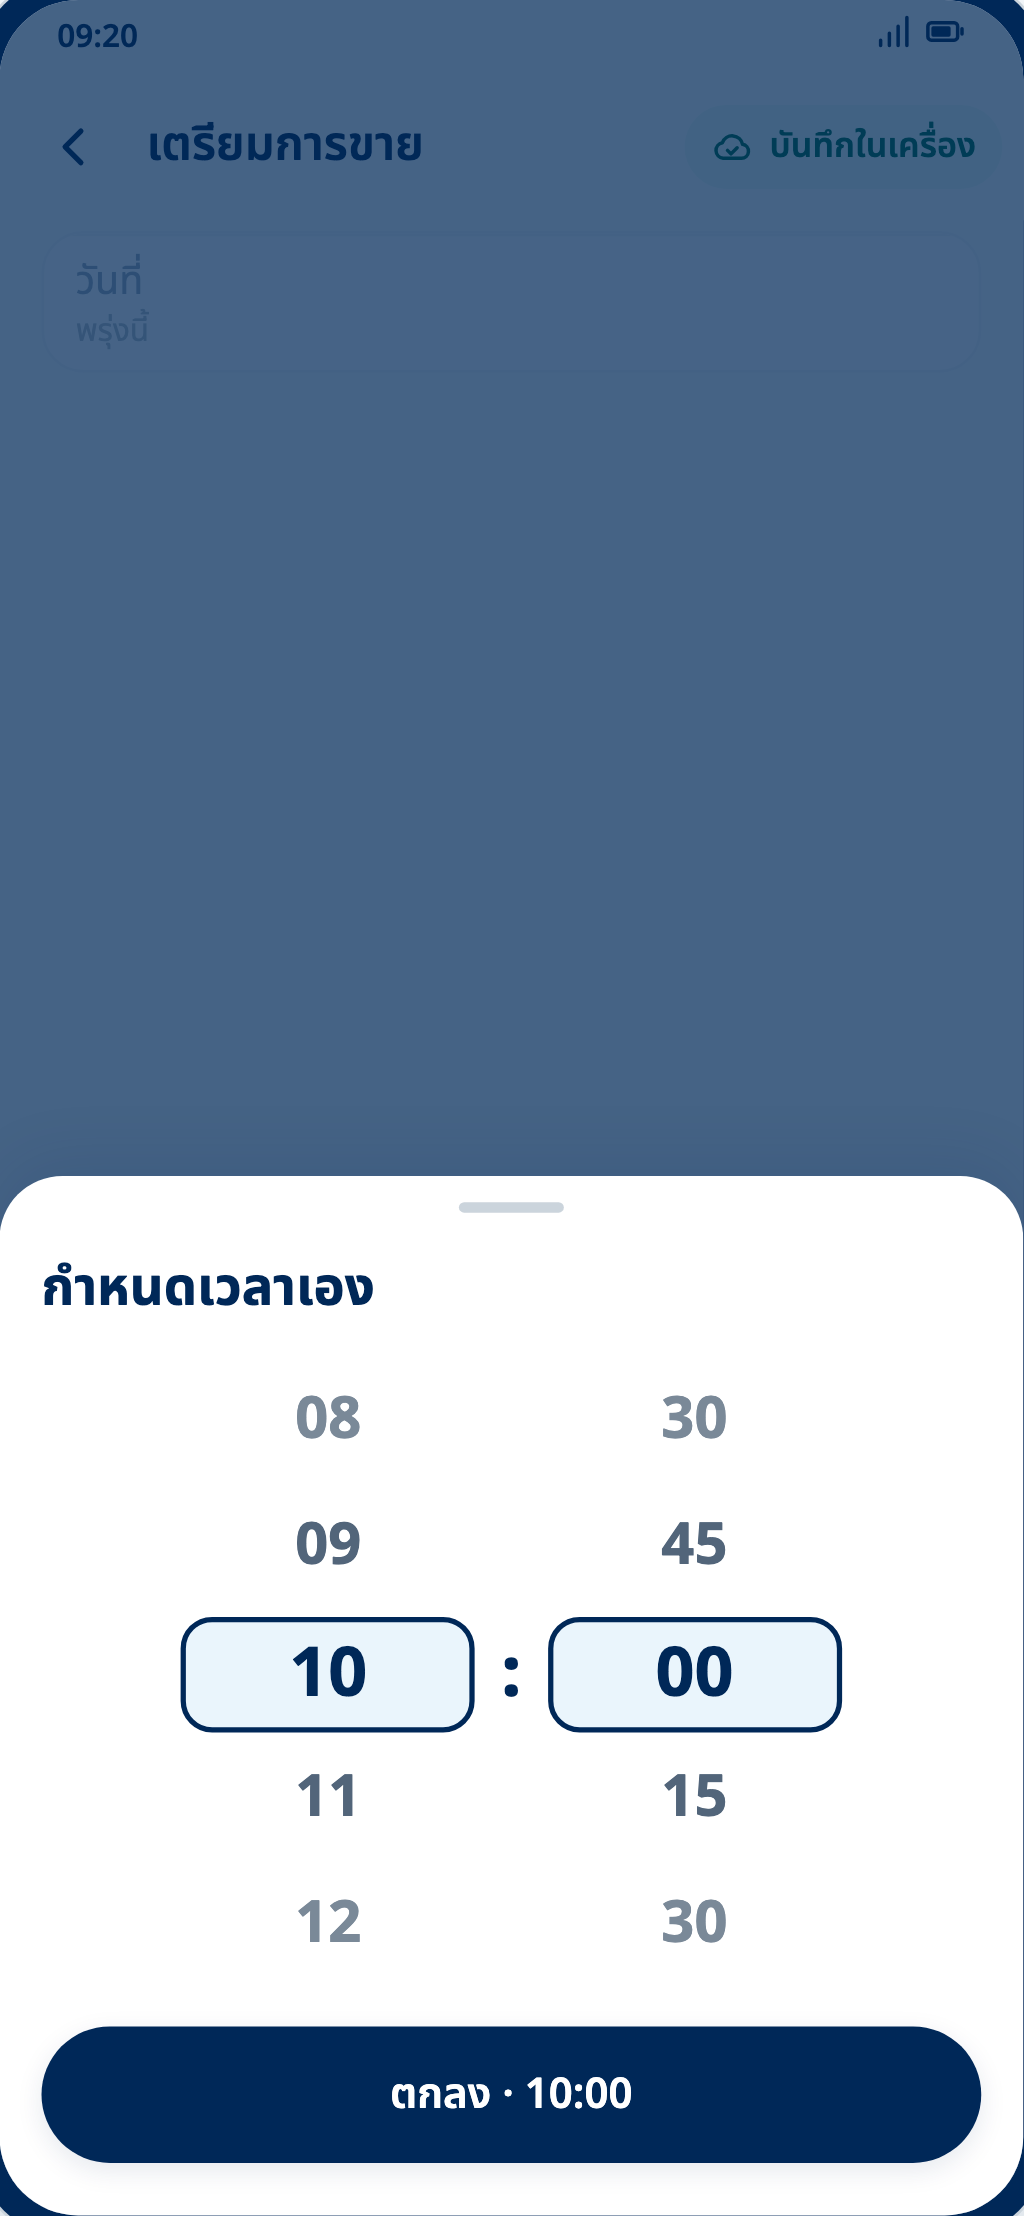 09:20
เตรียมการขาย
บันทึกในเครื่อง
วันที่
พรุ่งนี้
กำหนดเวลาเอง
08 30
09 45
10 : 00
11 15
12 30
ตกลง · 10:00